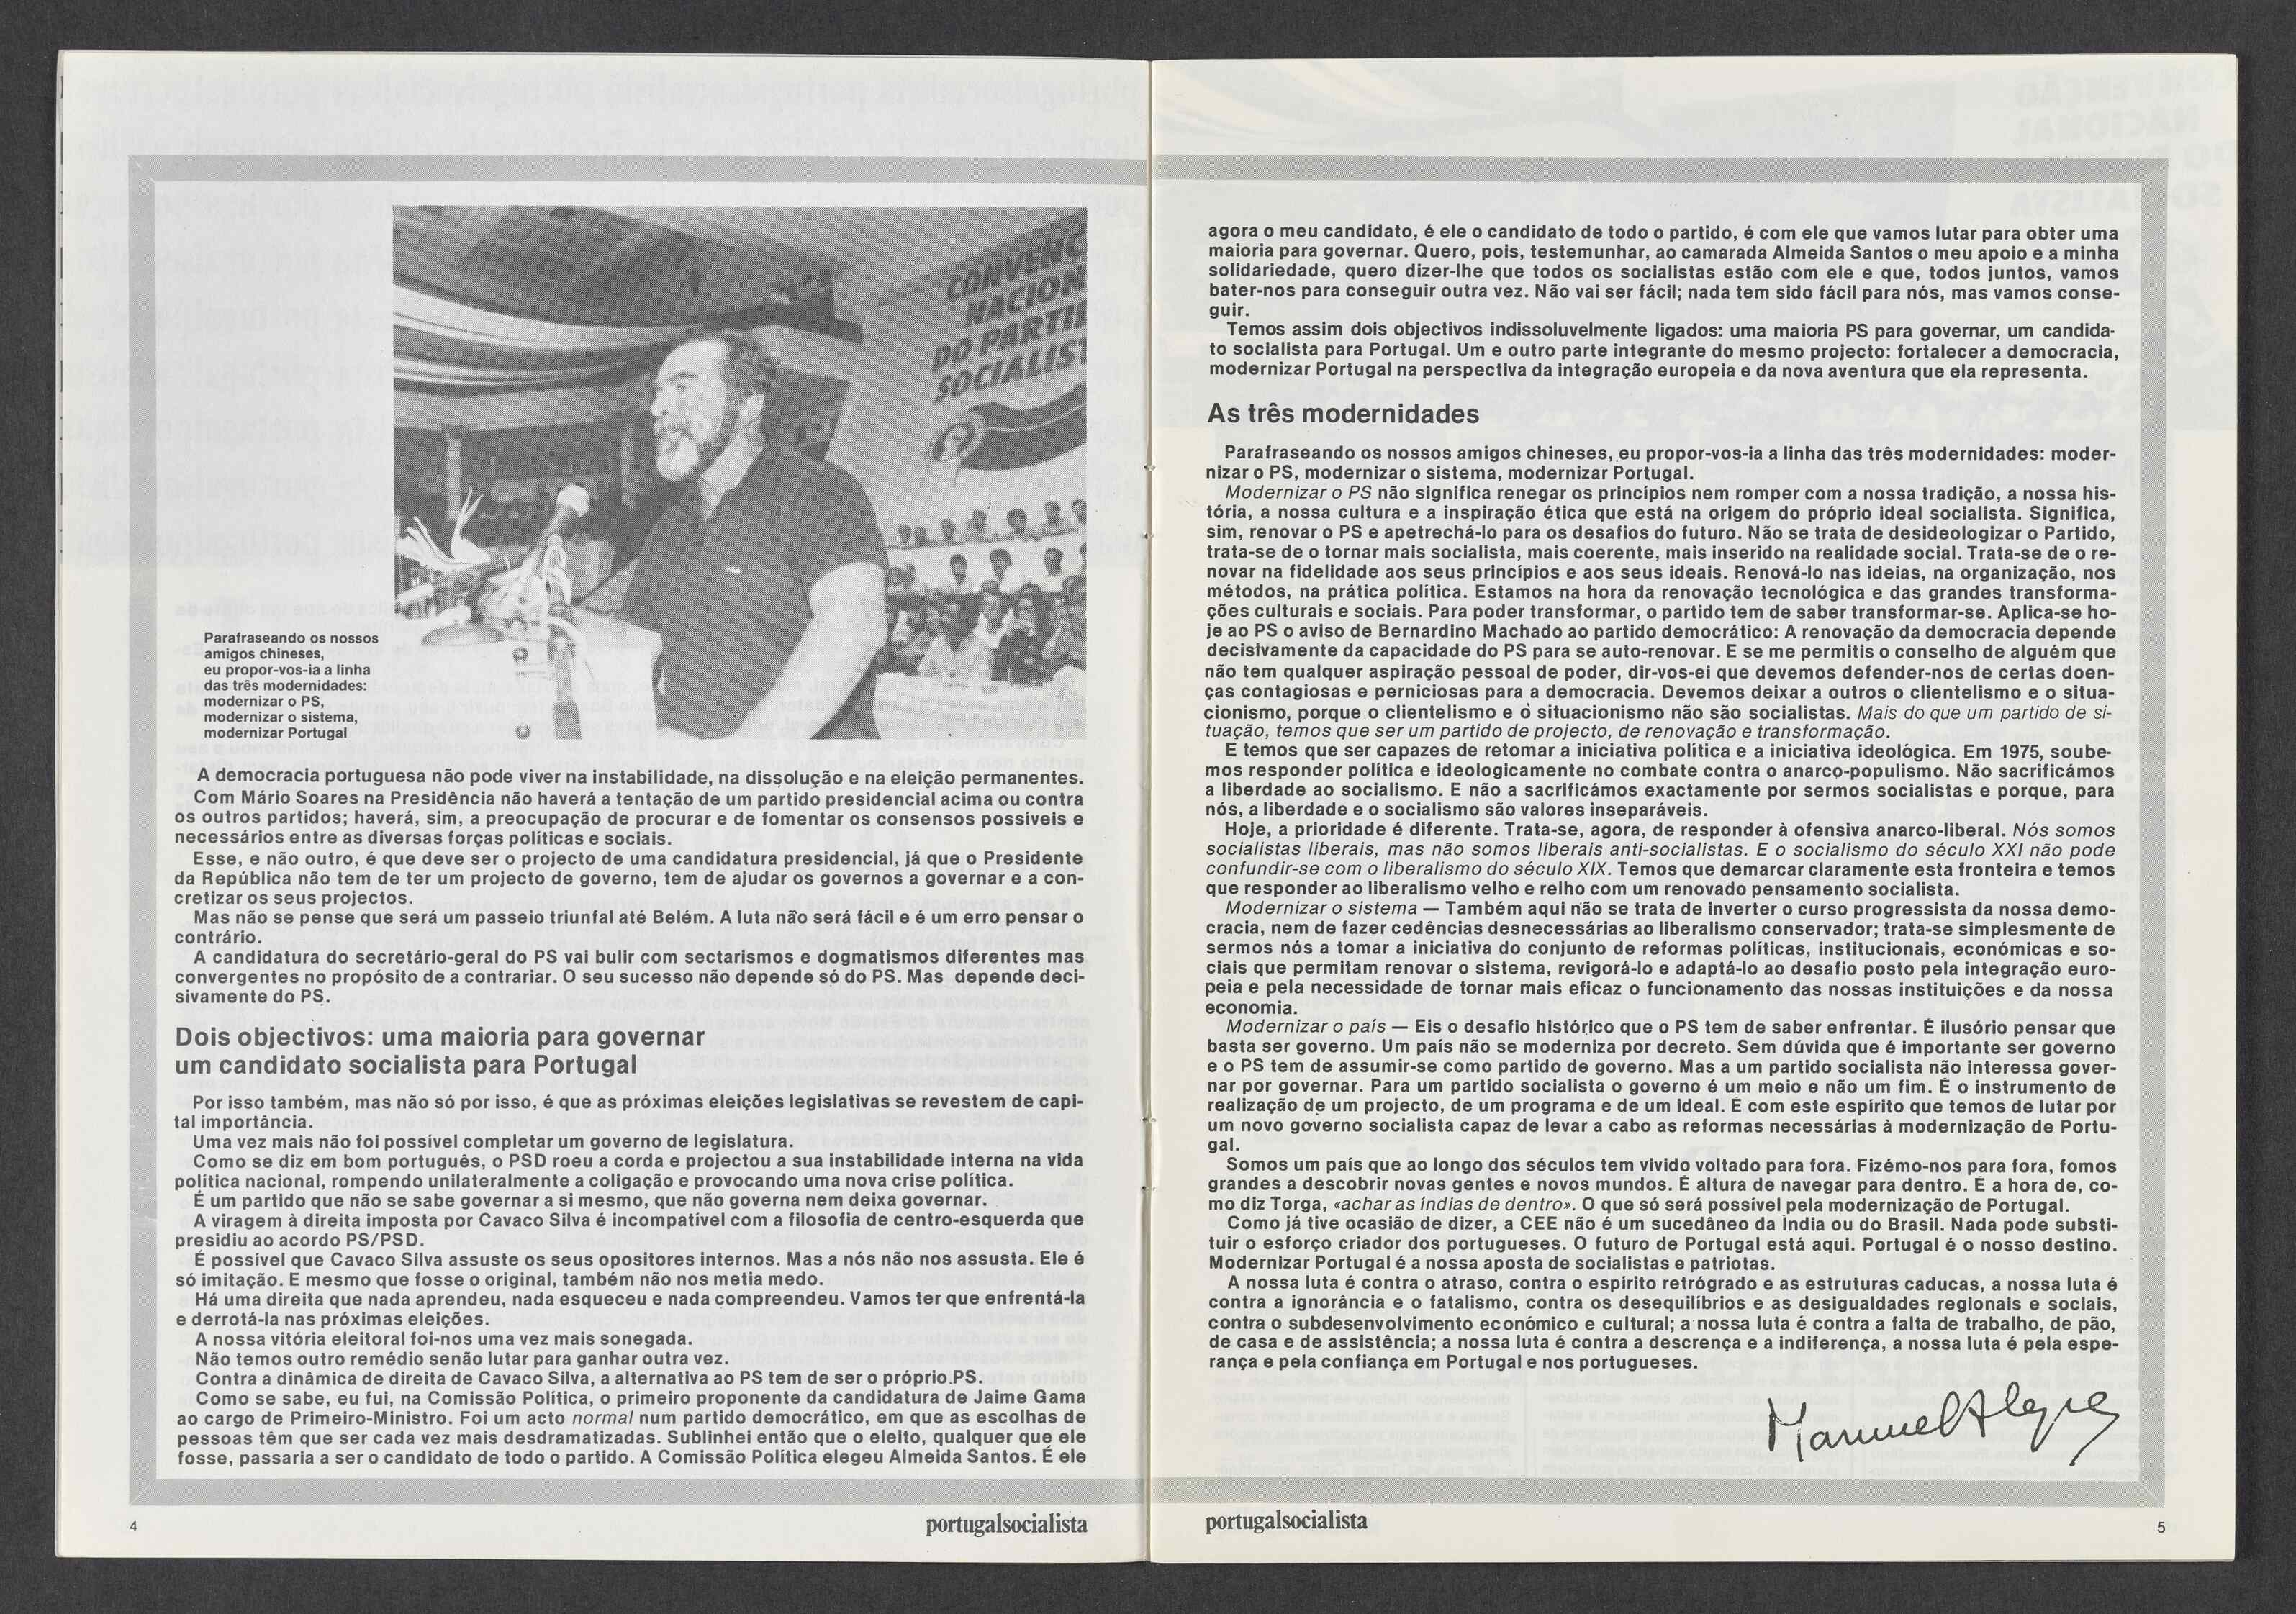 CONVENÇ
NACION
DO PARTID
SOCIALIST
Parafraseando os nossos
amigos chineses,
eu propor-vos-ia a linha
das três modernidades:
modernizar o PS,
modernizar o sistema,
modernizar Portugal
A democracia portuguesa não pode viver na instabilidade, na dissolução e na eleição permanentes.
Com Mário Soares na Presidência não haverá a tentação de um partido presidencial acima ou contra
os outros partidos; haverá, sim, a preocupação de procurar e de fomentar os consensos possíveis e
necessários entre as diversas forças políticas e sociais.
Esse, e não outro, é que deve ser o projecto de uma candidatura presidencial, já que o Presidente
da República não tem de ter um projecto de governo, tem de ajudar os governos a governar e a con-
cretizar os seus projectos.
Mas não se pense que será um passeio triunfal até Belém. A luta não será fácil e é um erro pensar o
contrário.
A candidatura do secretário-geral do PS vai bulir com sectarismos e dogmatismos diferentes mas
convergentes no propósito de a contrariar. O seu sucesso não depende só do PS. Mas depende deci-
sivamente do PS.
Dois objectivos: uma maioria para governar
um candidato socialista para Portugal
Por isso também, mas não só por isso, é que as próximas eleições legislativas se revestem de capi-
tal importância.
Uma vez mais não foi possível completar um governo de legislatura.
Como se diz em bom português, o PSD roeu a corda e projectou a sua instabilidade interna na vida
política nacional, rompendo unilateralmente a coligação e provocando uma nova crise política.
É um partido que não se sabe governar a si mesmo, que não governa nem deixa governar.
A viragem à direita imposta por Cavaco Silva é incompatível com a filosofia de centro-esquerda que
presidiu ao acordo PS/PSD.
É possível que Cavaco Silva assuste os seus opositores internos. Mas a nós não nos assusta. Ele é
só imitação. E mesmo que fosse o original, também não nos metia medo.
Há uma direita que nada aprendeu, nada esqueceu e nada compreendeu. Vamos ter que enfrentá-la
e derrotá-la nas próximas eleições.
A nossa vitória eleitoral foi-nos uma vez mais sonegada.
Não temos outro remédio senão lutar para ganhar outra vez.
Contra a dinâmica de direita de Cavaco Silva, a alternativa ao PS tem de ser o próprio PS.
Como se sabe, eu fui, na Comissão Política, o primeiro proponente da candidatura de Jaime Gama
ao cargo de Primeiro-Ministro. Foi um acto normal num partido democrático, em que as escolhas de
pessoas têm que ser cada vez mais desdramatizadas. Sublinhei então que o eleito, qualquer que ele
fosse, passaria a ser o candidato de todo o partido. A Comissão Política elegeu Almeida Santos. É ele
4
portugalsocialista
agora o meu candidato, é ele o candidato de todo o partido, é com ele que vamos lutar para obter uma
maioria para governar. Quero, pois, testemunhar, ao camarada Almeida Santos o meu apoio e a minha
solidariedade, quero dizer-lhe que todos os socialistas estão com ele e que, todos juntos, vamos
bater-nos para conseguir outra vez. Não vai ser fácil; nada tem sido fácil para nós, mas vamos conse-
guir.
Temos assim dois objectivos indissoluvelmente ligados: uma maioria PS para governar, um candida-
to socialista para Portugal. Um e outro parte integrante do mesmo projecto: fortalecer a democracia,
modernizar Portugal na perspectiva da integração europeia e da nova aventura que ela representa.
As três modernidades
Parafraseando os nossos amigos chineses, eu propor-vos-ia a linha das três modernidades: moder-
nizar o PS, modernizar o sistema, modernizar Portugal.
Modernizar o PS não significa renegar os princípios nem romper com a nossa tradição, a nossa his-
tória, a nossa cultura e a inspiração ética que está na origem do próprio ideal socialista. Significa,
sim, renovar o PS e apetrechá-lo para os desafios do futuro. Não se trata de desideologizar o Partido,
trata-se de o tornar mais socialista, mais coerente, mais inserido na realidade social. Trata-se de o re-
novar na fidelidade aos seus princípios e aos seus ideais. Renová-lo nas ideias, na organização, nos
métodos, na prática política. Estamos na hora da renovação tecnológica e das grandes transforma-
ções culturais e sociais. Para poder transformar, o partido tem de saber transformar-se. Aplica-se ho-
je ao PS o aviso de Bernardino Machado ao partido democrático: A renovação da democracia depende
decisivamente da capacidade do PS para se auto-renovar. E se me permitis o conselho de alguém que
não tem qualquer aspiração pessoal de poder, dir-vos-ei que devemos defender-nos de certas doen-
ças contagiosas e perniciosas para a democracia. Devemos deixar a outros o clientelismo e o situa-
cionismo, porque o clientelismo e o situacionismo não são socialistas. Mais do que um partido de si-
tuação, temos que ser um partido de projecto, de renovação e transformação.
E temos que ser capazes de retomar a iniciativa política e a iniciativa ideológica. Em 1975, soube-
mos responder política e ideologicamente no combate contra o anarco-populismo. Não sacrificámos
a liberdade ao socialismo. E não a sacrificámos exactamente por sermos socialistas e porque, para
nós, a liberdade e o socialismo são valores inseparáveis.
Hoje, a prioridade é diferente. Trata-se, agora, de responder à ofensiva anarco-liberal. Nós somos
socialistas liberais, mas não somos liberais anti-socialistas. E o socialismo do século XXI não pode
confundir-se com o liberalismo do século XIX. Temos que demarcar claramente esta fronteira e temos
que responder ao liberalismo velho e relho com um renovado pensamento socialista.
Modernizar o sistema — Também aqui não se trata de inverter o curso progressista da nossa demo-
cracia, nem de fazer cedências desnecessárias ao liberalismo conservador; trata-se simplesmente de
sermos nós a tomar a iniciativa do conjunto de reformas políticas, institucionais, económicas e so-
ciais que permitam renovar o sistema, revigorá-lo e adaptá-lo ao desafio posto pela integração euro-
peia e pela necessidade de tornar mais eficaz o funcionamento das nossas instituições e da nossa
economia.
Modernizar o país — Eis o desafio histórico que o PS tem de saber enfrentar. É ilusório pensar que
basta ser governo. Um país não se moderniza por decreto. Sem dúvida que é importante ser governo
e o PS tem de assumir-se como partido de governo. Mas a um partido socialista não interessa gover-
nar por governar. Para um partido socialista o governo é um meio e não um fim. É o instrumento de
realização de um projecto, de um programa e de um ideal. É com este espírito que temos de lutar por
um novo governo socialista capaz de levar a cabo as reformas necessárias à modernização de Portu-
gal.
Somos um país que ao longo dos séculos tem vivido voltado para fora. Fizémo-nos para fora, fomos
grandes a descobrir novas gentes e novos mundos. É altura de navegar para dentro. É a hora de, co-
mo diz Torga, «achar as índias de dentro». O que só será possível pela modernização de Portugal.
Como já tive ocasião de dizer, a CEE não é um sucedâneo da Índia ou do Brasil. Nada pode substi-
tuir o esforço criador dos portugueses. O futuro de Portugal está aqui. Portugal é o nosso destino.
Modernizar Portugal é a nossa aposta de socialistas e patriotas.
A nossa luta é contra o atraso, contra o espírito retrógrado e as estruturas caducas, a nossa luta é
contra a ignorância e o fatalismo, contra os desequilíbrios e as desigualdades regionais e sociais,
contra o subdesenvolvimento económico e cultural; a nossa luta é contra a falta de trabalho, de pão,
de casa e de assistência; a nossa luta é contra a descrença e a indiferença, a nossa luta é pela espe-
rança e pela confiança em Portugal e nos portugueses.
Manuel Alegre
portugalsocialista
5